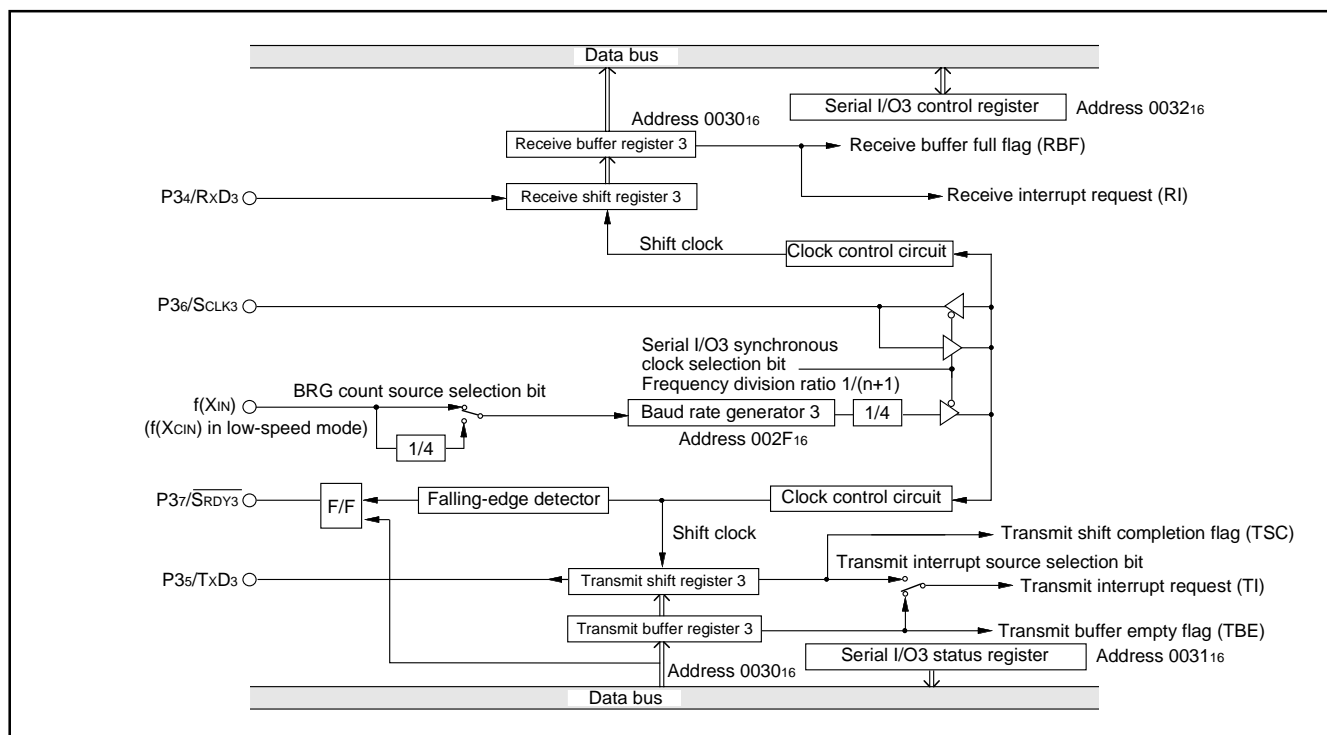 Data bus
Serial I/O3 control register Address 0032₁₆
Address 0030₁₆
Receive buffer register 3 Receive buffer full flag (RBF)
P3₄/RxD₃ Receive shift register 3 Receive interrupt request (RI)
Shift clock Clock control circuit
P3₆/SCLK3
Serial I/O3 synchronous
clock selection bit
Frequency division ratio 1/(n+1)
BRG count source selection bit
f(XIN) Baud rate generator 3 1/4
(f(XCIN) in low-speed mode) 1/4 Address 002F₁₆
P3₇/S̅R̅D̅Y̅3̅ F/F Falling-edge detector Clock control circuit
Shift clock Transmit shift completion flag (TSC)
Transmit interrupt source selection bit
P3₅/TxD₃ Transmit shift register 3 Transmit interrupt request (TI)
Transmit buffer register 3 Transmit buffer empty flag (TBE)
Address 0030₁₆ Serial I/O3 status register Address 0031₁₆
Data bus